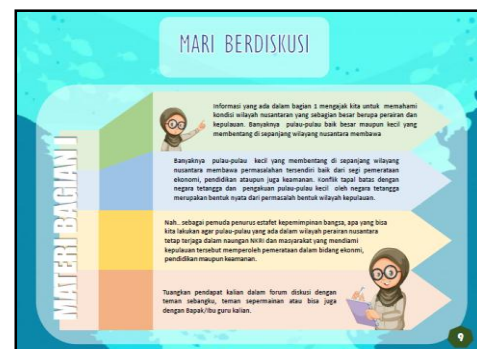 MARI BERDISKUSI
MATERI BAGIAN I
Informasi yang ada dalam bagian 1 mengajak kita untuk memahami
kondisi wilayah nusantaran yang sebagian besar berupa perairan dan
kepulauan. Banyaknya pulau-pulau baik besar maupun kecil yang
membentang di sepanjang wilayang nusantara membawa
Banyaknya pulau-pulau kecil yang membentang di sepanjang wilayang
nusantara membawa permasalahan tersendiri baik dari segi pemerataan
ekonomi, pendidikan ataupun juga keamanan. Konflik tapal batas dengan
negara tetangga dan pengakuan pulau-pulau kecil oleh negara tetangga
merupakan bentuk nyata dari permasalah bentuk wilayah kepulauan.
Nah.. sebagai pemuda penurus estafet kepemimpinan bangsa, apa yang bisa
kita lakukan agar pulau-pulau yang ada dalam wilayah perairan nusantara
tetap terjaga dalam naungan NKRI dan masyarakat yang mendiami
kepulauan tersebut memperoleh pemerataan dalam bidang ekonmi,
pendidikan maupun keamanan.
Tuangkan pendapat kalian dalam forum diskusi dengan
teman sebangku, teman sepermainan atau bisa juga
dengan Bapak/Ibu guru kalian.
9